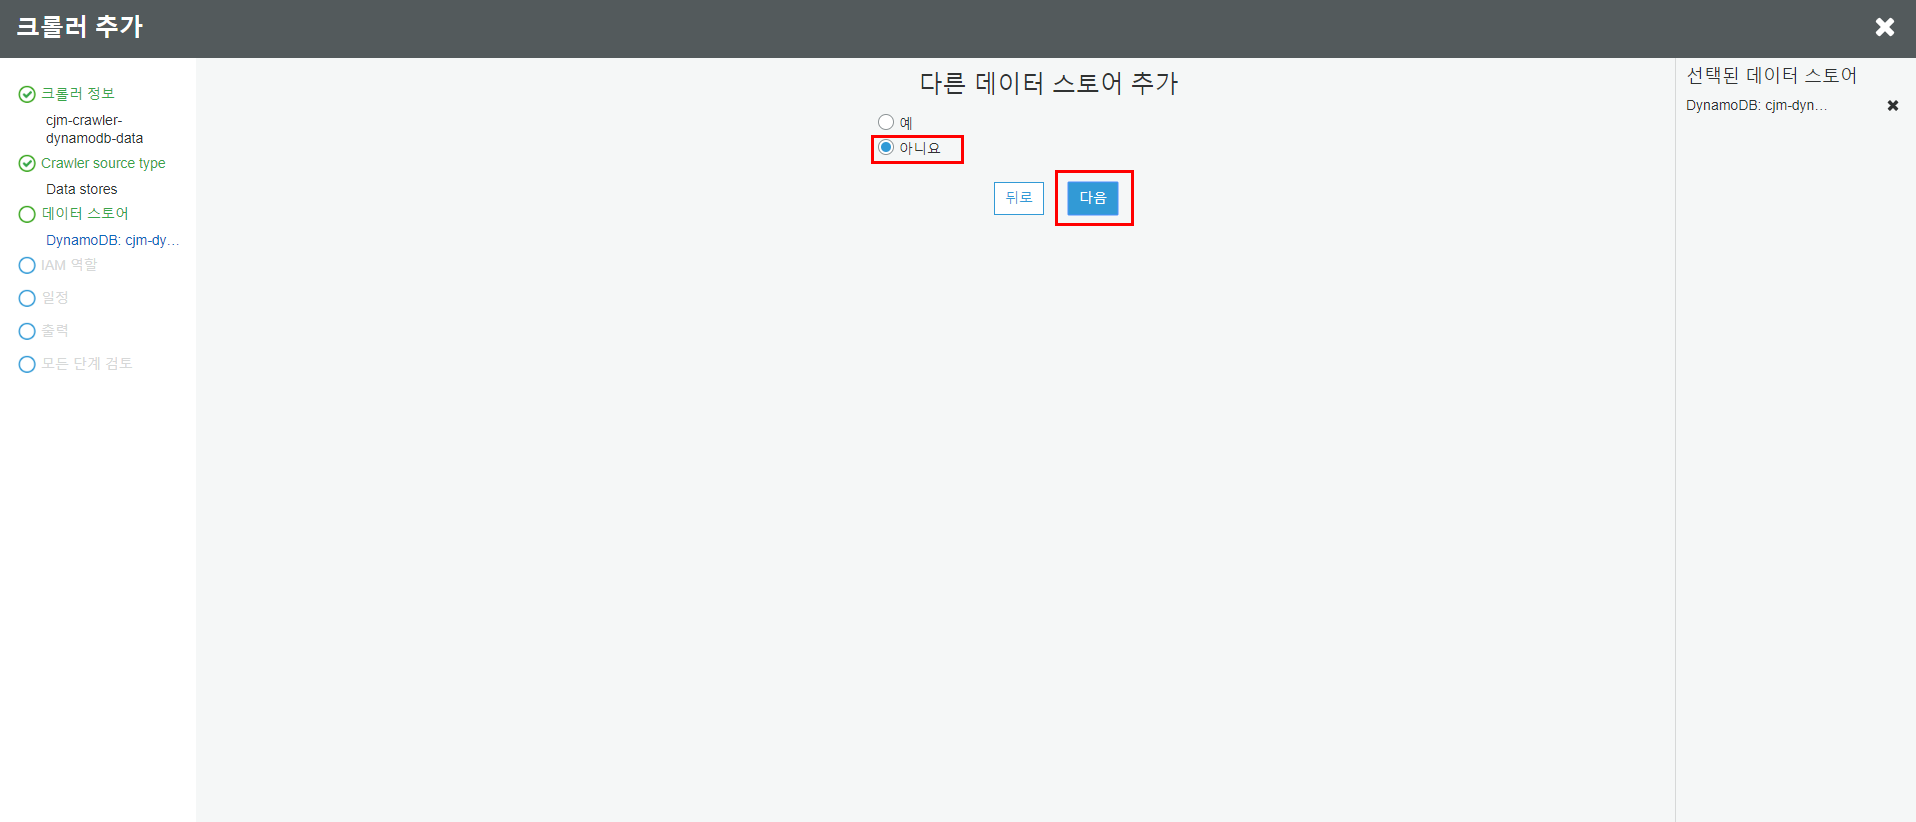 크롤러 추가
크롤러 정보
cjm-crawler-
dynamodb-data
Crawler source type
Data stores
데이터 스토어
DynamoDB: cjm-dy...
IAM 역할
일정
출력
모든 단계 검토
다른 데이터 스토어 추가
예
아니요
뒤로
다음
선택된 데이터 스토어
DynamoDB: cjm-dyn...